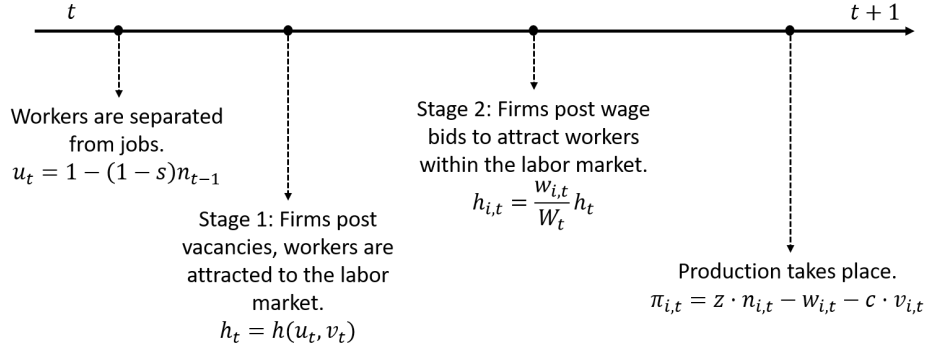 t
t + 1
Workers are separated
from jobs.
u_t = 1 − (1 − s)n_{t−1}
Stage 1: Firms post
vacancies, workers are
attracted to the labor
market.
h_t = h(u_t, v_t)
Stage 2: Firms post wage
bids to attract workers
within the labor market.
h_{i,t} = \frac{w_{i,t}}{W_t} h_t
Production takes place.
π_{i,t} = z · n_{i,t} − w_{i,t} − c · v_{i,t}